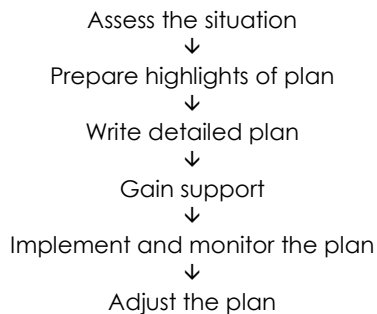 Assess the situation
↓
Prepare highlights of plan
↓
Write detailed plan
↓
Gain support
↓
Implement and monitor the plan
↓
Adjust the plan